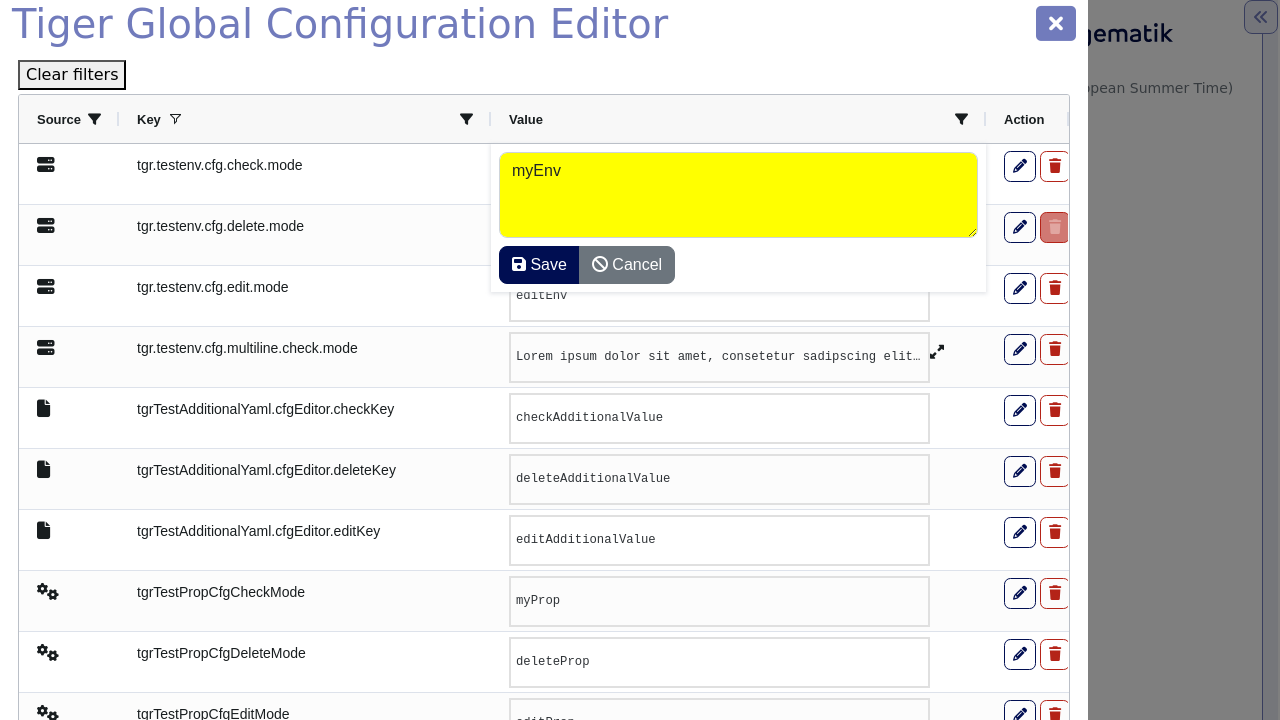 Tiger Global Configuration Editor
gematik
Clear filters
opean Summer Time)
Source Key Value Action
tgr.testenv.cfg.check.mode
myEnv
tgr.testenv.cfg.delete.mode
Save Cancel
tgr.testenv.cfg.edit.mode
editEnv
tgr.testenv.cfg.multiline.check.mode
Lorem ipsum dolor sit amet, consetetur sadipscing elit…
tgrTestAdditionalYaml.cfgEditor.checkKey
checkAdditionalValue
tgrTestAdditionalYaml.cfgEditor.deleteKey
deleteAdditionalValue
tgrTestAdditionalYaml.cfgEditor.editKey
editAdditionalValue
tgrTestPropCfgCheckMode
myProp
tgrTestPropCfgDeleteMode
deleteProp
tgrTestPropCfgEditMode
editProp